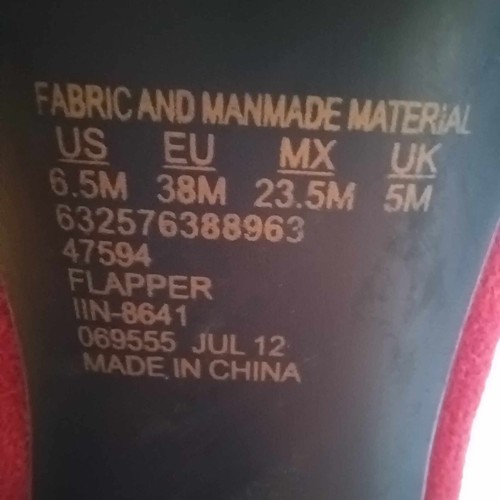 FABRIC AND MANMADE MATERIAL
US EU MX UK
6.5M 38M 23.5M 5M
632576388963
47594
FLAPPER
IIN-8641
069555 JUL 12
MADE IN CHINA